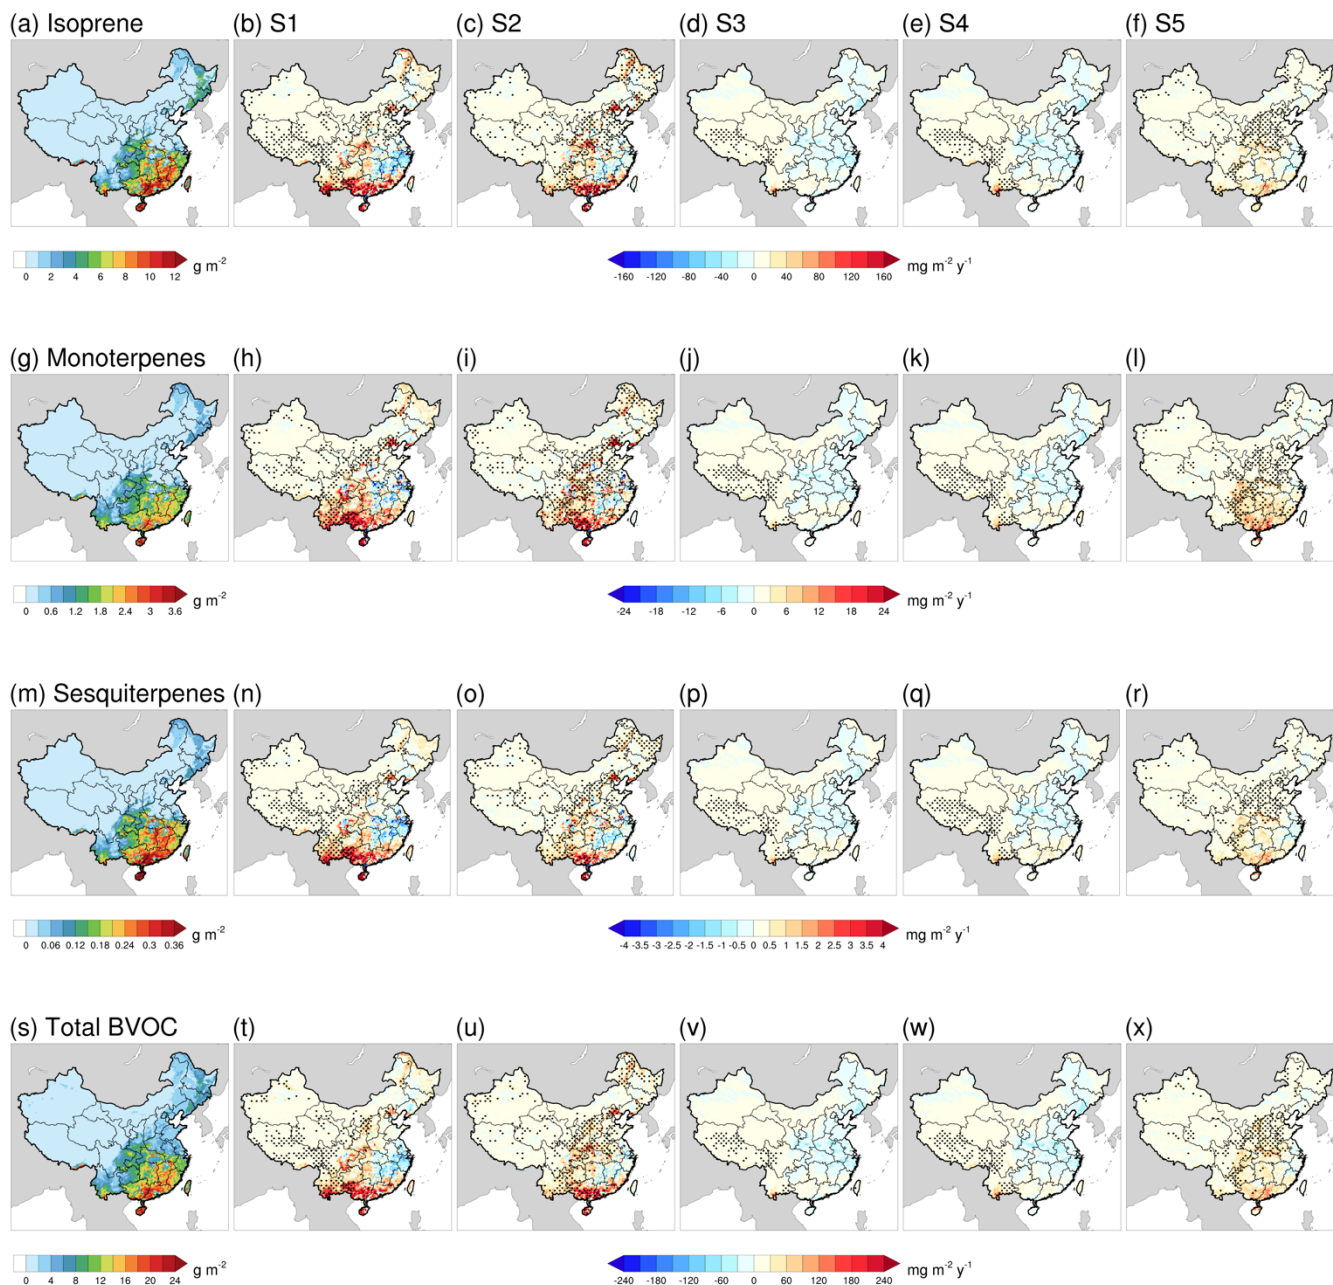 (a) Isoprene (b) S1 (c) S2 (d) S3 (e) S4 (f) S5
0 2 4 6 8 10 12 g m⁻²
-160 -120 -80 -40 0 40 80 120 160 mg m⁻² y⁻¹
(g) Monoterpenes (h) (i) (j) (k) (l)
0 0.6 1.2 1.8 2.4 3 3.6 g m⁻²
-24 -18 -12 -6 0 6 12 18 24 mg m⁻² y⁻¹
(m) Sesquiterpenes (n) (o) (p) (q) (r)
0 0.06 0.12 0.18 0.24 0.3 0.36 g m⁻²
-4 -3.5 -3 -2.5 -2 -1.5 -1 -0.5 0 0.5 1 1.5 2 2.5 3 3.5 4 mg m⁻² y⁻¹
(s) Total BVOC (t) (u) (v) (w) (x)
0 4 8 12 16 20 24 g m⁻²
-240 -180 -120 -60 0 60 120 180 240 mg m⁻² y⁻¹